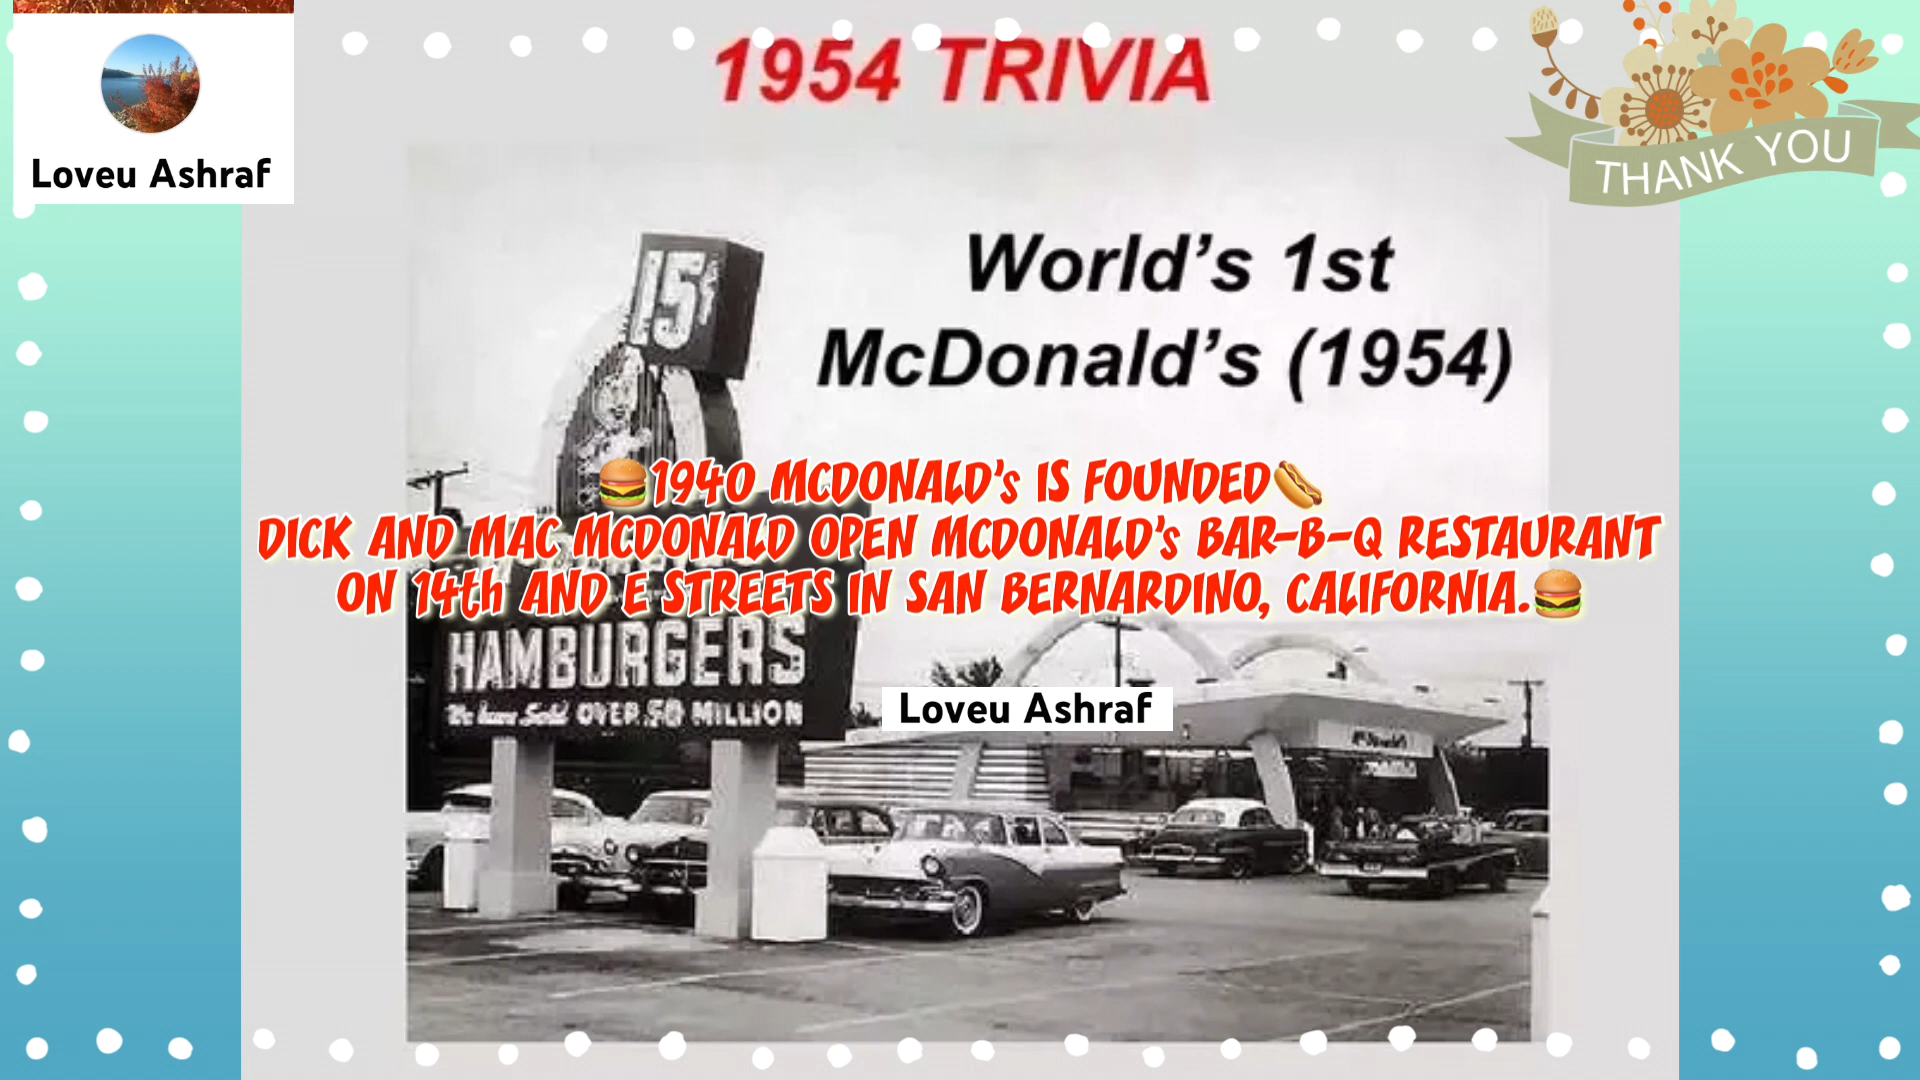 1954 TRIVIA
THANK YOU
Loveu Ashraf
World's 1st
McDonald's (1954)
15¢
🍔1940 MCDONALD's IS FOUNDED🌭
DICK AND MAC MCDONALD OPEN MCDONALD's BAR-B-Q RESTAURANT
ON 14th AND E STREETS IN SAN BERNARDINO, CALIFORNIA.🍔
HAMBURGERS
We have Sold OVER 50 MILLION
Loveu Ashraf
McDonald's